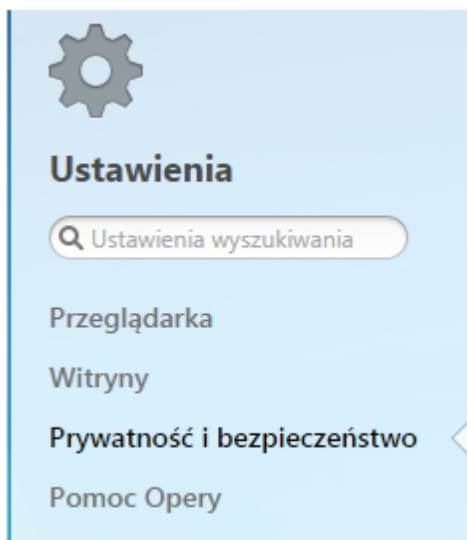 Ustawienia
Ustawienia wyszukiwania
Przeglądarka
Witryny
Prywatność i bezpieczeństwo
Pomoc Opery